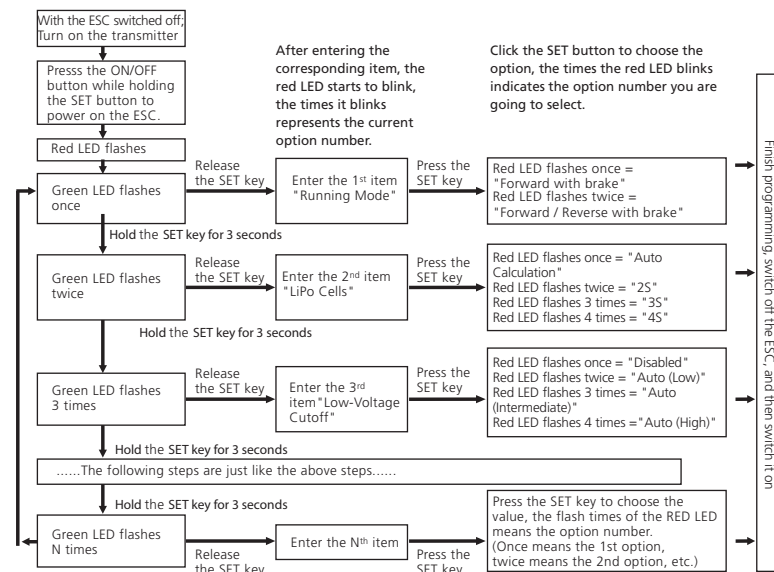 With the ESC switched off;
Turn on the transmitter
Presss the ON/OFF
button while holding
the SET button to
power on the ESC.
Red LED flashes
After entering the
corresponding item, the
red LED starts to blink,
the times it blinks
represents the current
option number.
Click the SET button to choose the
option, the times the red LED blinks
indicates the option number you are
going to select.
Green LED flashes
once
Release
the SET key
Enter the 1st item
"Running Mode"
Press the
SET key
Red LED flashes once =
"Forward with brake"
Red LED flashes twice =
"Forward / Reverse with brake"
Hold the SET key for 3 seconds
Green LED flashes
twice
Release
the SET key
Enter the 2nd item
"LiPo Cells"
Press the
SET key
Red LED flashes once = "Auto
Calculation"
Red LED flashes twice = "2S"
Red LED flashes 3 times = "3S"
Red LED flashes 4 times = "4S"
Hold the SET key for 3 seconds
Green LED flashes
3 times
Release
the SET key
Enter the 3rd
item"Low-Voltage
Cutoff"
Press the
SET key
Red LED flashes once = "Disabled"
Red LED flashes twice = "Auto (Low)"
Red LED flashes 3 times = "Auto
(Intermediate)"
Red LED flashes 4 times ="Auto (High)"
Hold the SET key for 3 seconds
......The following steps are just like the above steps......
Hold the SET key for 3 seconds
Green LED flashes
N times
Release
the SET key
Enter the Nth item
Press the
SET key
Press the SET key to choose the
value, the flash times of the RED LED
means the option number.
(Once means the 1st option,
twice means the 2nd option, etc.)
Finish programming, switch off the ESC, and then switch it on